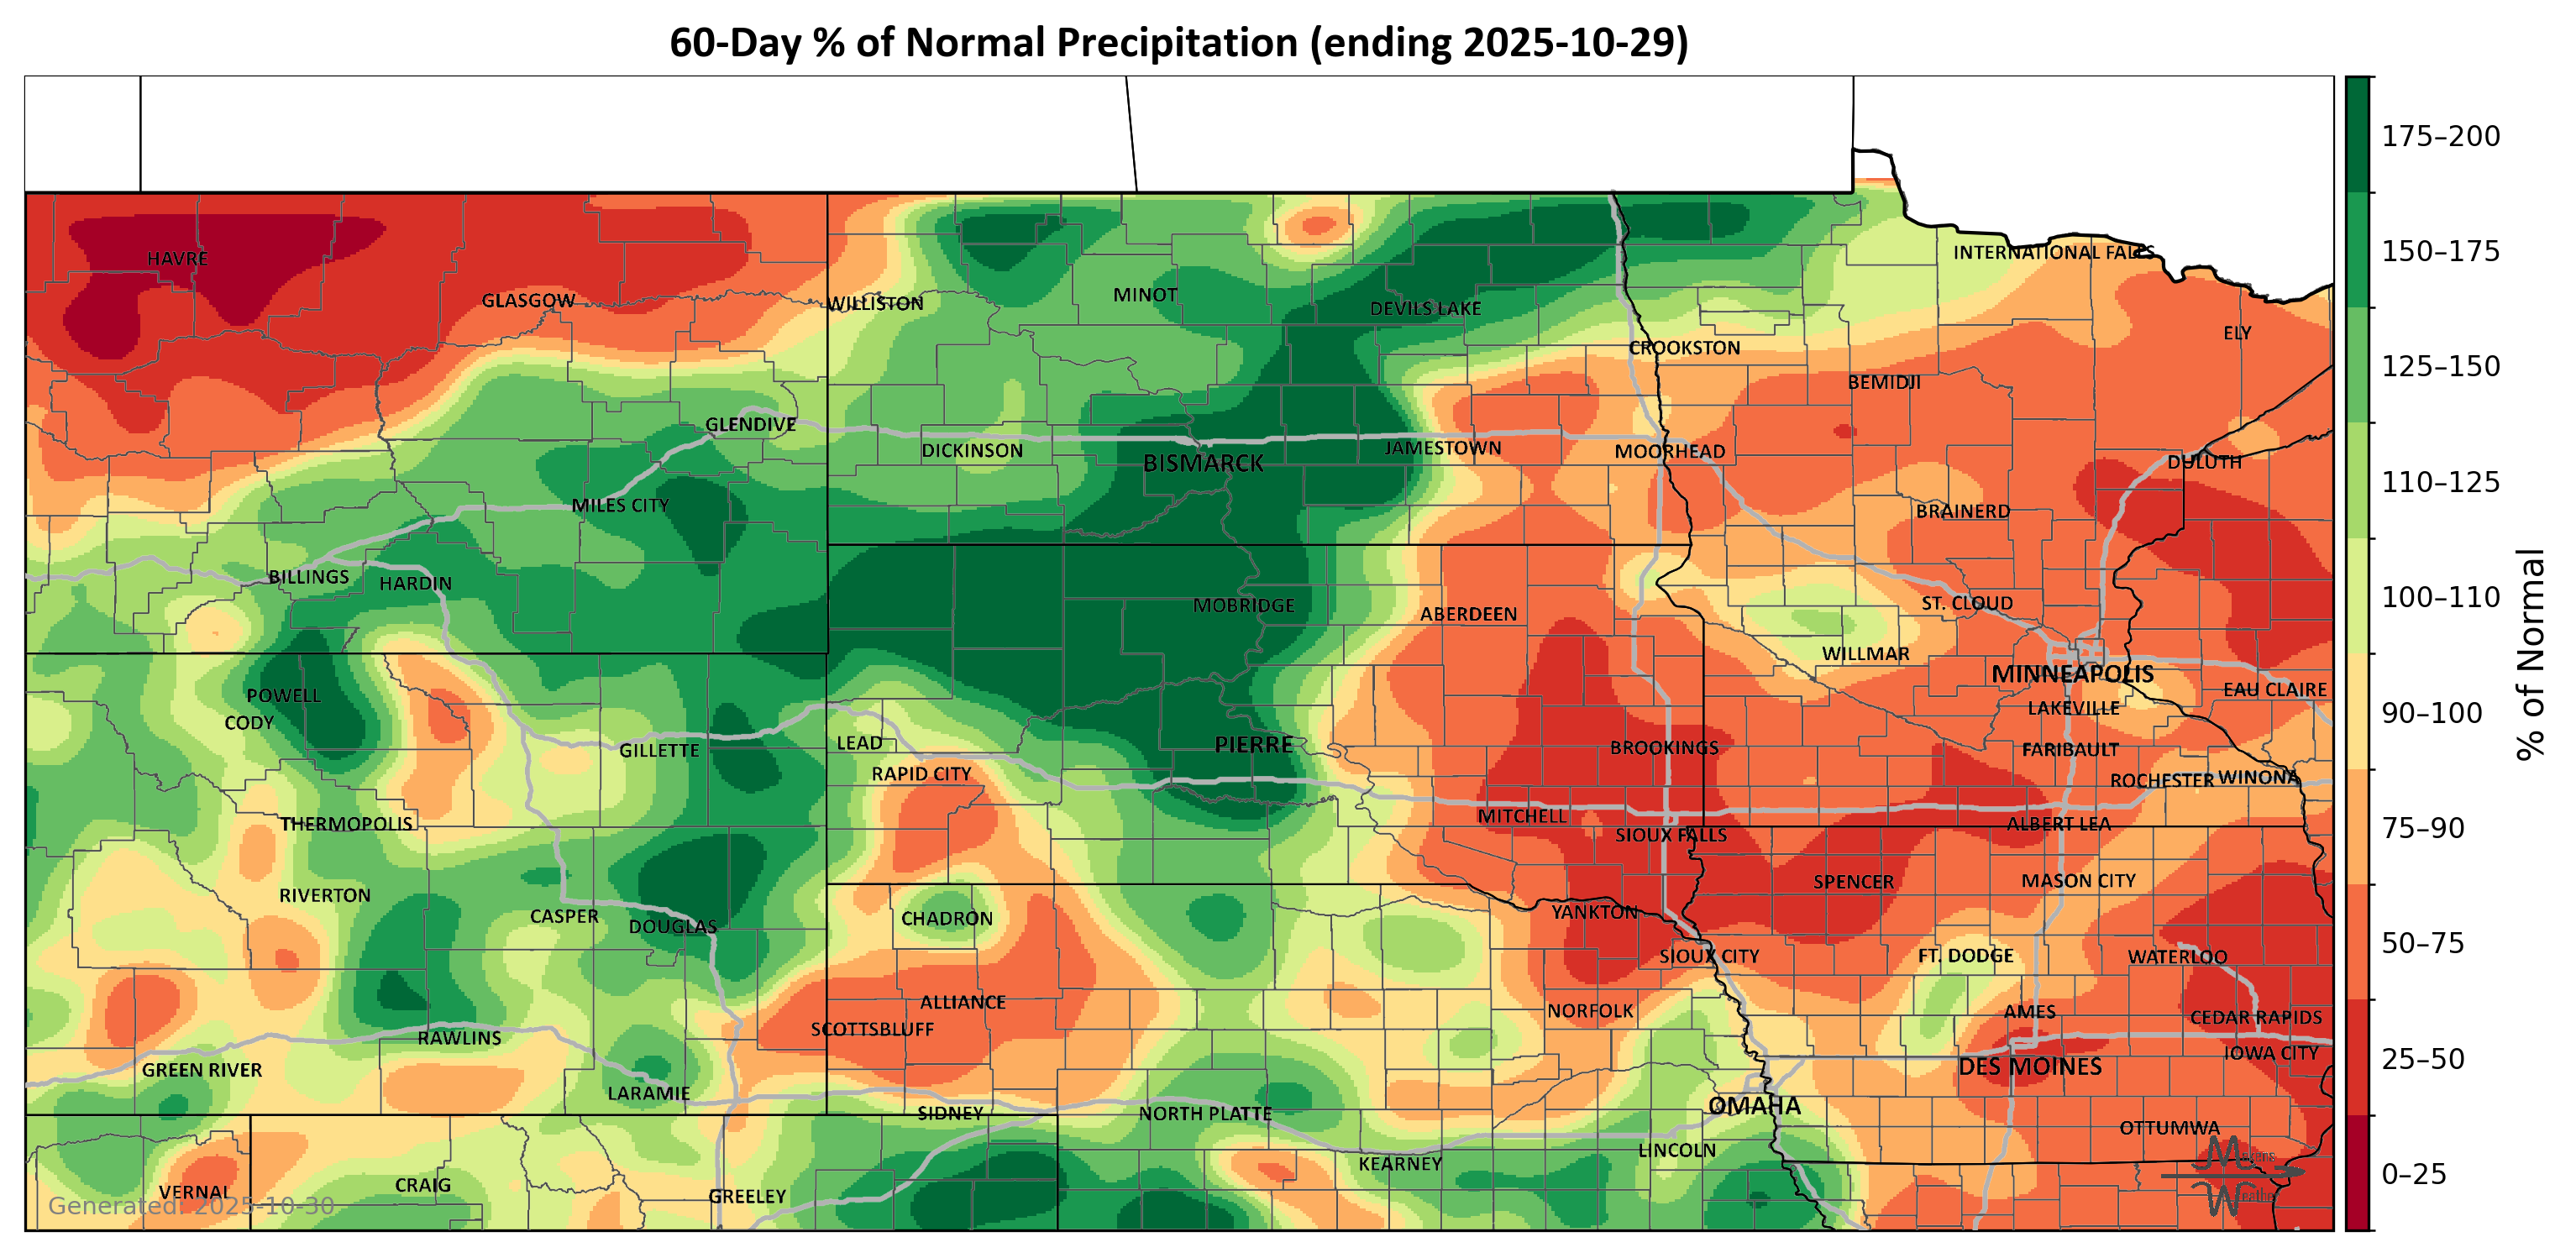 60-Day % of Normal Precipitation (ending 2025-10-29)
175–200
INTERNATIONAL FALLS
150–175
HAVRE
MINOT
GLASGOW
WILLISTON
DEVILS LAKE
125–150
ELY
CROOKSTON
BEMIDJI
GLENDIVE
DICKINSON
JAMESTOWN
MOORHEAD
BISMARCK
DULUTH
110–125
MILES CITY
BRAINERD
BILLINGS
HARDIN
MOBRIDGE
ABERDEEN
ST. CLOUD
100–110
WILLMAR
MINNEAPOLIS
POWELL
EAU CLAIRE
% of Normal
CODY
LAKEVILLE
90–100
GILLETTE
LEAD
PIERRE
BROOKINGS
FARIBAULT
RAPID CITY
ROCHESTER
WINONA
THERMOPOLIS
MITCHELL
ALBERT LEA
75–90
SIOUX FALLS
RIVERTON
SPENCER
MASON CITY
CASPER
CHADRON
YANKTON
DOUGLAS
50–75
SIOUX CITY
FT. DODGE
WATERLOO
ALLIANCE
NORFOLK
AMES
CEDAR RAPIDS
SCOTTSBLUFF
RAWLINS
25–50
IOWA CITY
GREEN RIVER
DES MOINES
LARAMIE
OMAHA
SIDNEY
NORTH PLATTE
OTTUMWA
LINCOLN
KEARNEY
0–25
VERNAL
CRAIG
GREELEY
Generated: 2025-10-30